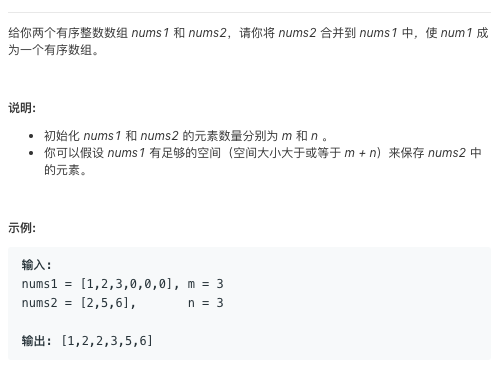 给你两个有序整数数组 nums1 和 nums2，请你将 nums2 合并到 nums1 中，使 num1 成
为一个有序数组。
说明:
• 初始化 nums1 和 nums2 的元素数量分别为 m 和 n 。
• 你可以假设 nums1 有足够的空间（空间大小大于或等于 m + n）来保存 nums2 中
的元素。
示例:
输入:
nums1 = [1,2,3,0,0,0], m = 3
nums2 = [2,5,6],       n = 3
输出: [1,2,2,3,5,6]